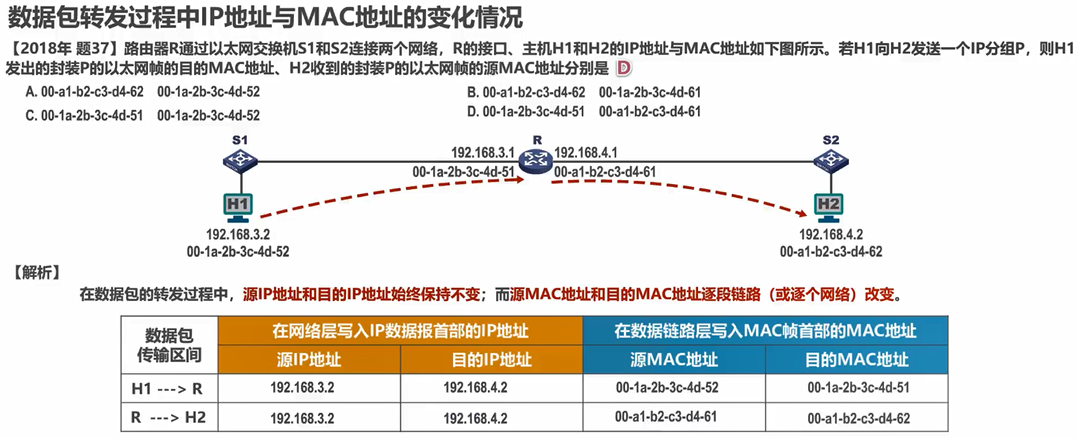 数据包转发过程中IP地址与MAC地址的变化情况
【2018年 题37】路由器R通过以太网交换机S1和S2连接两个网络，R的接口、主机H1和H2的IP地址与MAC地址如下图所示。若H1向H2发送一个IP分组P，则H1
发出的封装P的以太网帧的目的MAC地址、H2收到的封装P的以太网帧的源MAC地址分别是 D
A. 00-a1-b2-c3-d4-62 00-1a-2b-3c-4d-52
B. 00-a1-b2-c3-d4-62 00-1a-2b-3c-4d-61
C. 00-1a-2b-3c-4d-51 00-1a-2b-3c-4d-52
D. 00-1a-2b-3c-4d-51 00-a1-b2-c3-d4-61
S1 R S2
192.168.3.1 192.168.4.1
00-1a-2b-3c-4d-51 00-a1-b2-c3-d4-61
H1 H2
192.168.3.2 192.168.4.2
00-1a-2b-3c-4d-52 00-a1-b2-c3-d4-62
【解析】
在数据包的转发过程中，源IP地址和目的IP地址始终保持不变；而源MAC地址和目的MAC地址逐段链路（或逐个网络）改变。
数据包
传输区间
在网络层写入IP数据报首部的IP地址 在数据链路层写入MAC帧首部的MAC地址
源IP地址 目的IP地址 源MAC地址 目的MAC地址
H1 ---> R 192.168.3.2 192.168.4.2 00-1a-2b-3c-4d-52 00-1a-2b-3c-4d-51
R ---> H2 192.168.3.2 192.168.4.2 00-a1-b2-c3-d4-61 00-a1-b2-c3-d4-62